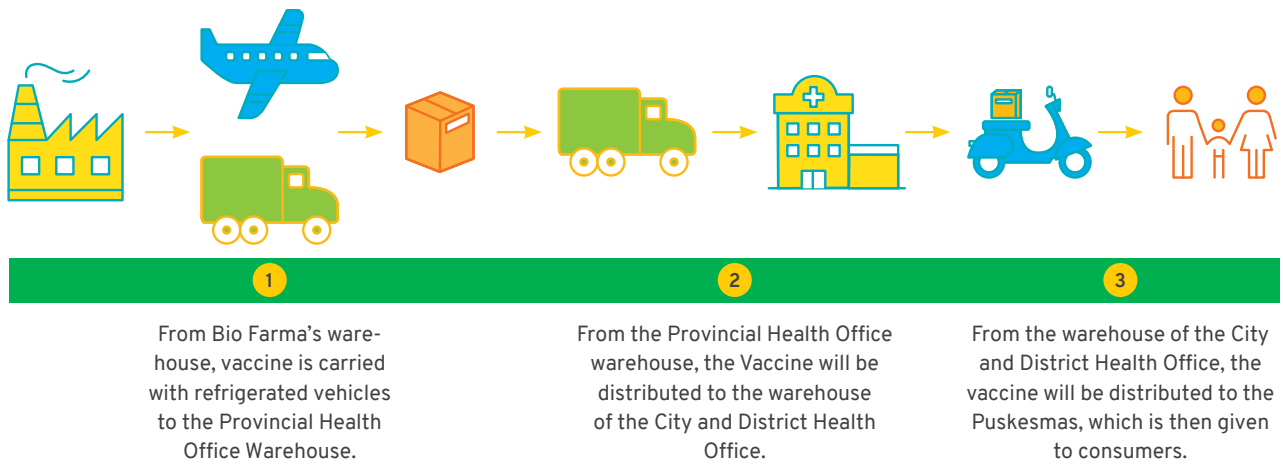 1
From Bio Farma's ware-
house, vaccine is carried
with refrigerated vehicles
to the Provincial Health
Office Warehouse.
2
From the Provincial Health Office
warehouse, the Vaccine will be
distributed to the warehouse
of the City and District Health
Office.
3
From the warehouse of the City
and District Health Office, the
vaccine will be distributed to the
Puskesmas, which is then given
to consumers.